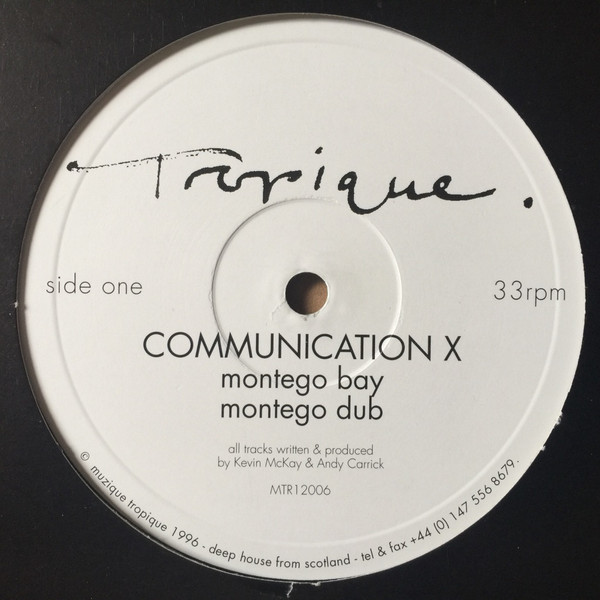 Tropique.
side one
33rpm
COMMUNICATION X
montego bay
montego dub
all tracks written & produced
by Kevin McKay & Andy Carrick
MTR12006
© muzique tropique 1996 - deep house from scotland - tel & fax +44 (0) 147 556 8679.